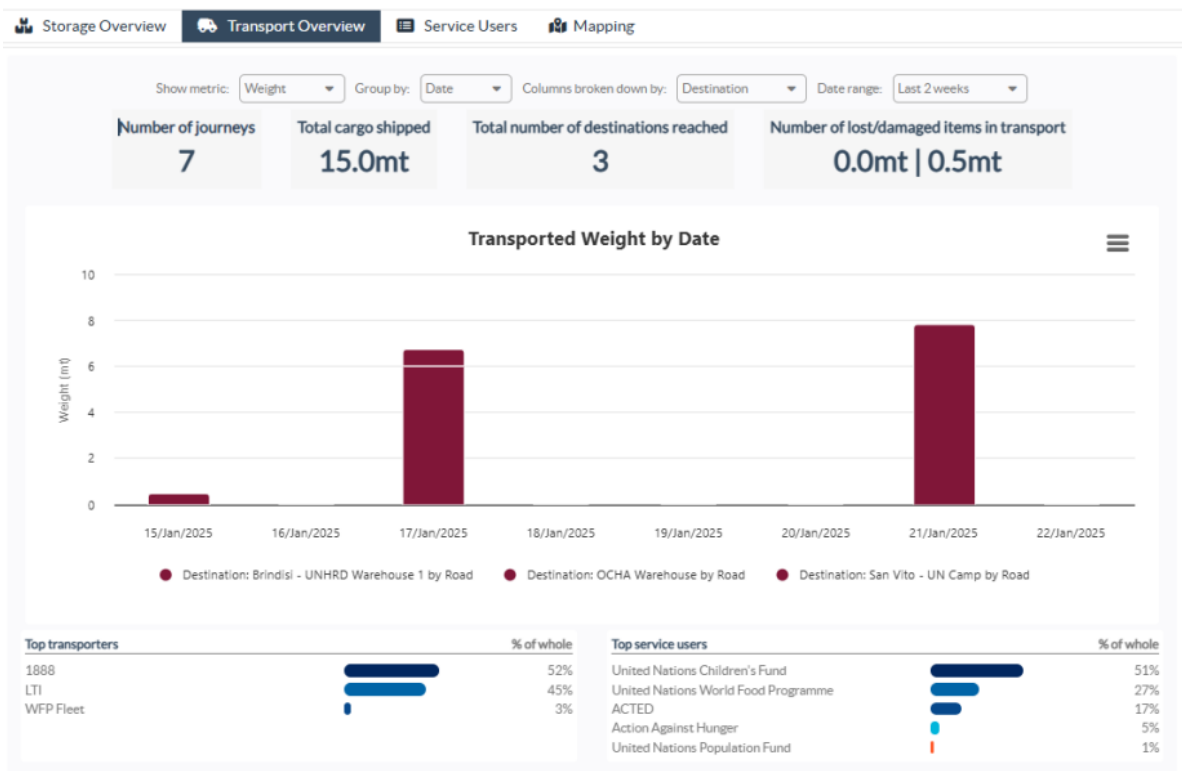 Storage Overview Transport Overview Service Users Mapping
Show metric: Weight Group by: Date Columns broken down by: Destination Date range: Last 2 weeks
Number of journeys Total cargo shipped Total number of destinations reached Number of lost/damaged items in transport
7 15.0mt 3 0.0mt | 0.5mt
Transported Weight by Date
10
8
6
4
2
0
Weight (mt)
15/Jan/2025 16/Jan/2025 17/Jan/2025 18/Jan/2025 19/Jan/2025 20/Jan/2025 21/Jan/2025 22/Jan/2025
Destination: Brindisi - UNHRD Warehouse 1 by Road Destination: OCHA Warehouse by Road Destination: San Vito - UN Camp by Road
Top transporters % of whole
1888 52%
LTI 45%
WFP Fleet 3%
Top service users % of whole
United Nations Children's Fund 51%
United Nations World Food Programme 27%
ACTED 17%
Action Against Hunger 5%
United Nations Population Fund 1%